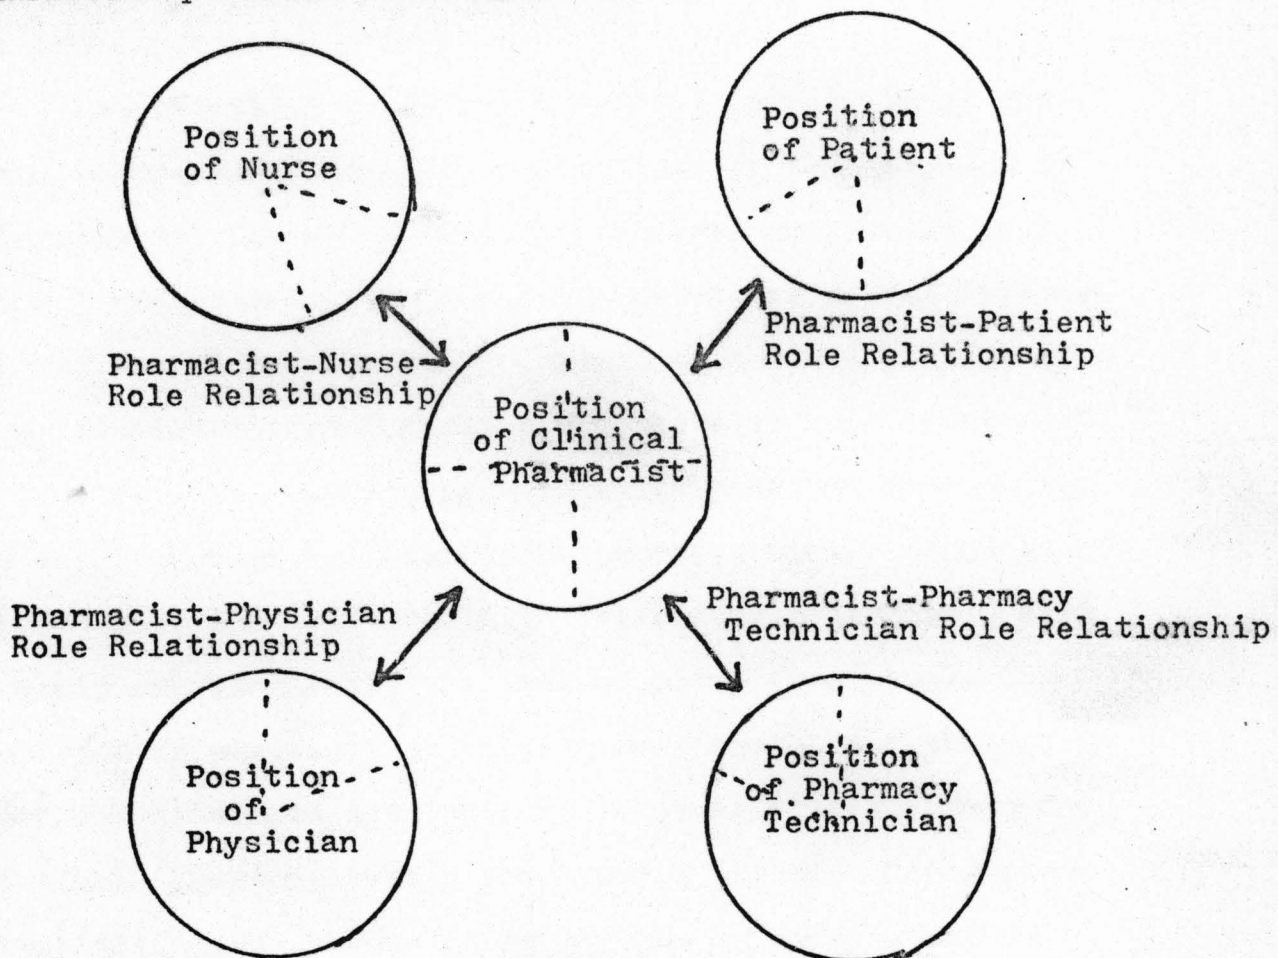 Position
of Nurse
Position
of Patient
Pharmacist-Nurse
Role Relationship
Pharmacist-Patient
Role Relationship
Position
of Clinical
Pharmacist
Pharmacist-Physician
Role Relationship
Pharmacist-Pharmacy
Technician Role Relationship
Position
of
Physician
Position
of Pharmacy
Technician